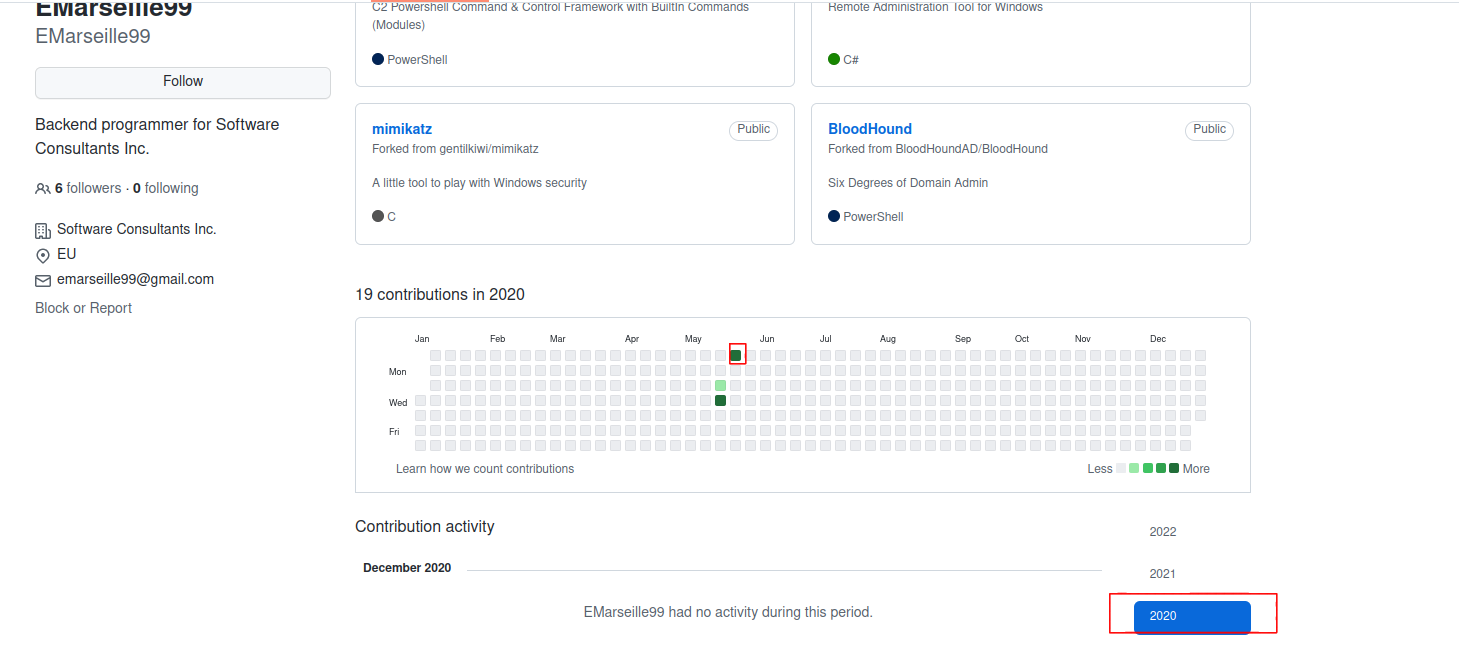 EMarseille99
EMarseille99
Follow
Backend programmer for Software
Consultants Inc.
6 followers · 0 following
Software Consultants Inc.
EU
emarseille99@gmail.com
Block or Report
C2 Powershell Command & Control Framework with BuiltIn Commands
(Modules)
PowerShell
Remote Administration Tool for Windows
C#
mimikatz
Public
Forked from gentilkiwi/mimikatz
A little tool to play with Windows security
C
BloodHound
Public
Forked from BloodHoundAD/BloodHound
Six Degrees of Domain Admin
PowerShell
19 contributions in 2020
Jan Feb Mar Apr May Jun Jul Aug Sep Oct Nov Dec
Mon
Wed
Fri
Learn how we count contributions
Less More
Contribution activity
2022
2021
2020
December 2020
EMarseille99 had no activity during this period.